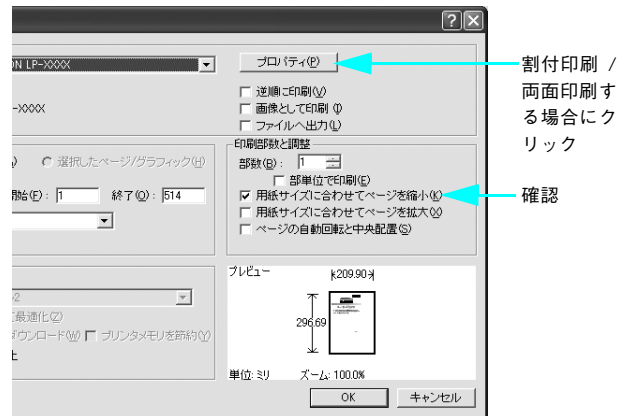 ON LP-XXXX
プロパティ(P)
割付印刷 /
両面印刷す
る場合にク
リック
逆順に印刷(V)
-XXXX
画像として印刷(I)
ファイルへ出力(L)
印刷部数と調整
選択したページ/グラフィック(H)
部数(B): 1
部単位で印刷(E)
開始(F): 1 終了(O): 514
用紙サイズに合わせてページを縮小(K)
確認
用紙サイズに合わせてページを拡大(X)
ページの自動回転と中央配置(S)
プレビュー
209.90
2
に最適化(Z)
296.69
ダウンロード(W) プリンタメモリを節約(Y)
単位: ミリ ズーム: 100.0%
OK キャンセル